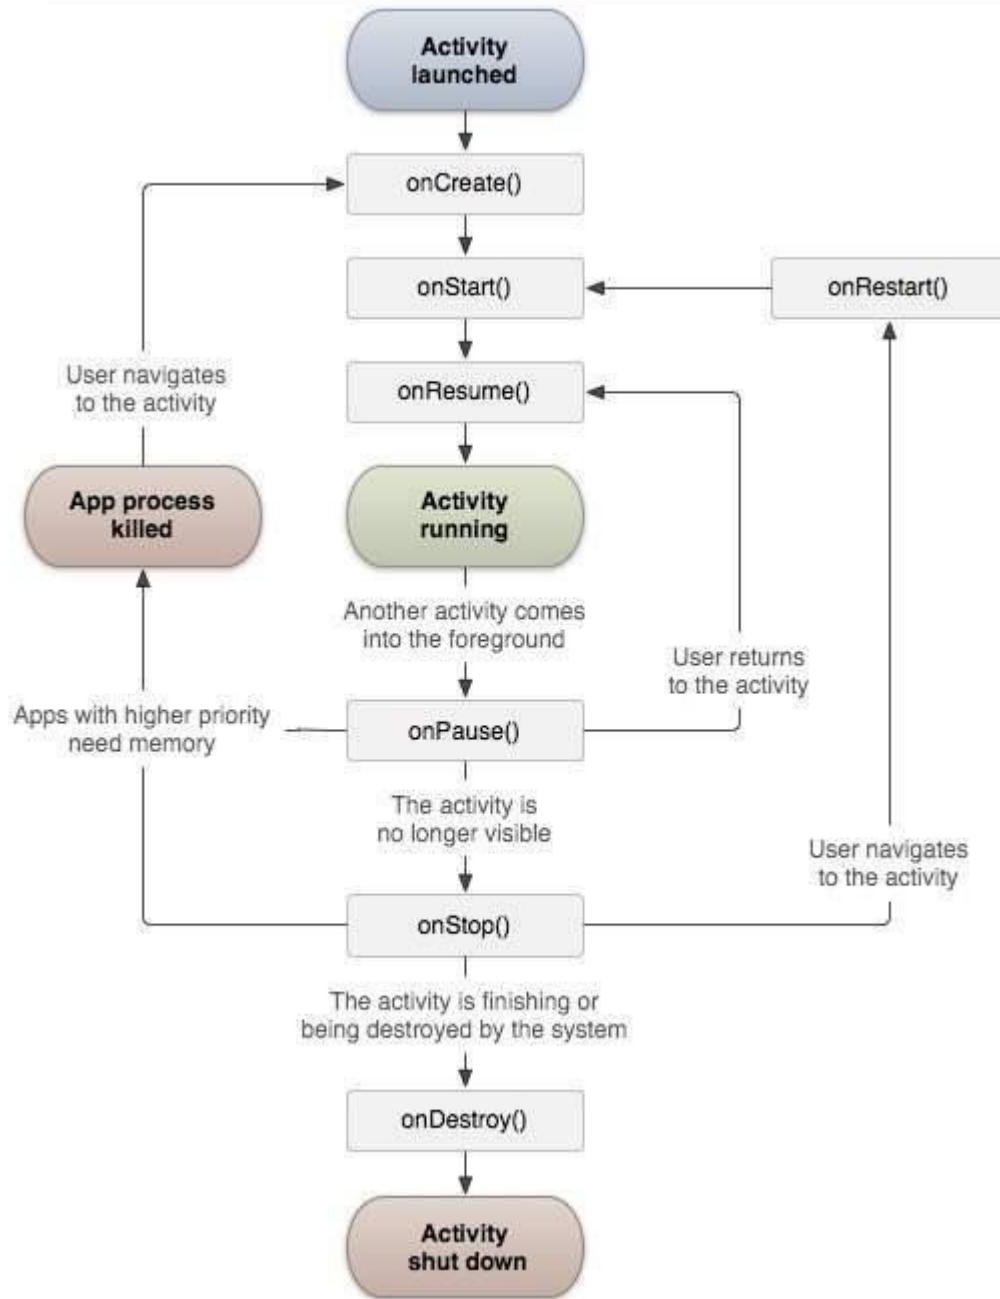 Activity
launched
onCreate()
onStart()
onRestart()
onResume()
User navigates
to the activity
App process
killed
Activity
running
Another activity comes
into the foreground
User returns
to the activity
Apps with higher priority
need memory
onPause()
The activity is
no longer visible
User navigates
to the activity
onStop()
The activity is finishing or
being destroyed by the system
onDestroy()
Activity
shut down